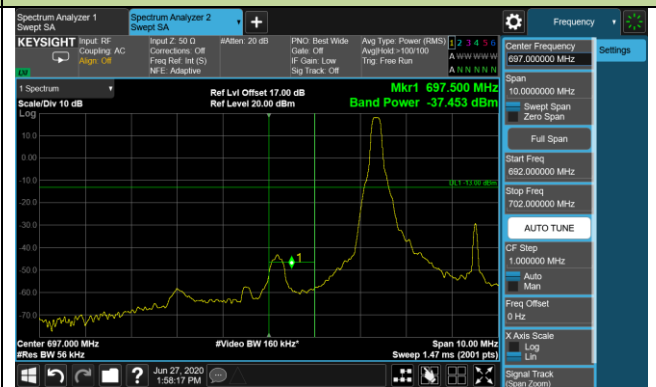 Spectrum Analyzer 1
Swept SA
Spectrum Analyzer 2
Swept SA
Frequency
KEYSIGHT
Input: RF
Coupling: AC
Align: Off
Input Z: 50 Ω
Corrections: Off
Freq Ref: Int (S)
NFE: Adaptive
#Atten: 20 dB
PNO: Best Wide
Gate: Off
IF Gain: Low
Sig Track: Off
Avg Type: Power (RMS)
Avg|Hold:>100/100
Trig: Free Run
1 2 3 4 5 6
A W W W W W
A N N N N N
LVI
1 Spectrum
Scale/Div 10 dB
Ref Lvl Offset 17.00 dB
Ref Level 20.00 dBm
Mkr1 697.500 MHz
Band Power -37.453 dBm
Log
10.0
0.00
-10.0
DL1 -13.00 dBm
-20.0
-30.0
-40.0
1
-50.0
-60.0
-70.0
Center 697.000 MHz
#Res BW 56 kHz
#Video BW 160 kHz*
Span 10.00 MHz
Sweep 1.47 ms (2001 pts)
Jun 27, 2020
1:58:17 PM
Center Frequency
697.000000 MHz
Settings
Span
10.0000000 MHz
Swept Span
Zero Span
Full Span
Start Freq
692.000000 MHz
Stop Freq
702.000000 MHz
AUTO TUNE
CF Step
1.000000 MHz
Auto
Man
Freq Offset
0 Hz
X Axis Scale
Log
Lin
Signal Track
(Span Zoom)